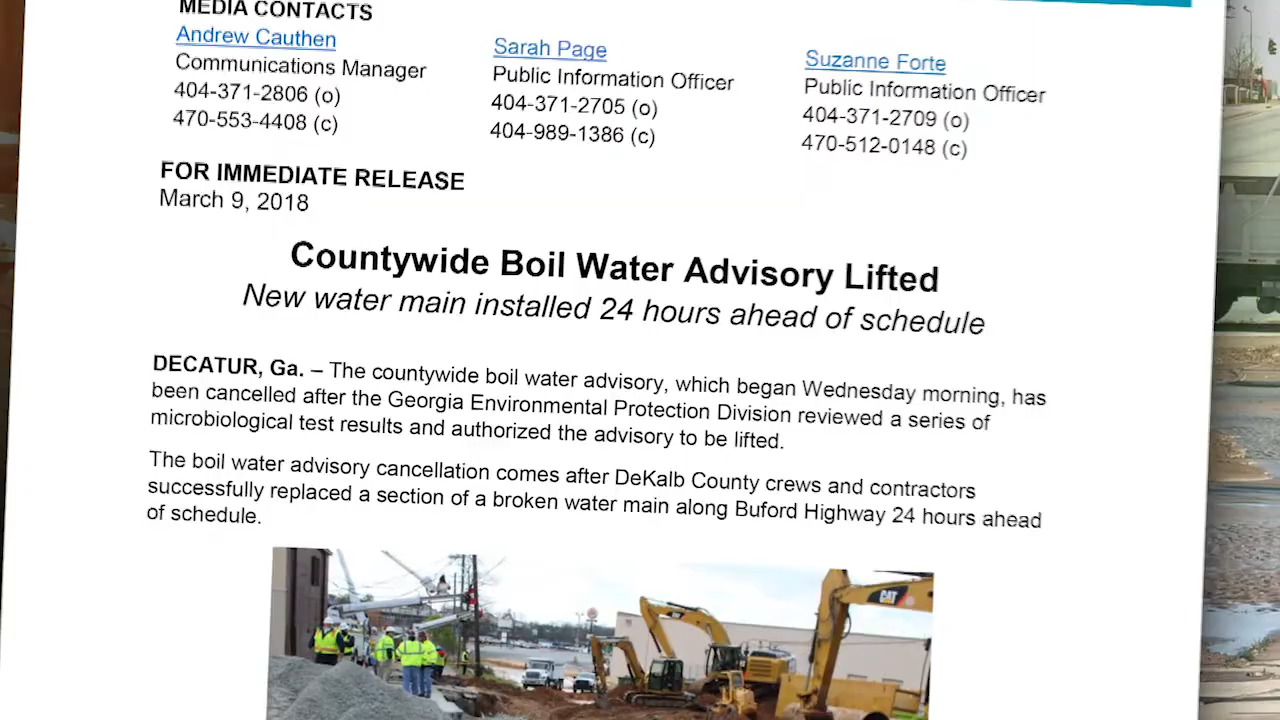 MEDIA CONTACTS
Andrew Cauthen
Communications Manager
404-371-2806 (o)
470-553-4408 (c)
Sarah Page
Public Information Officer
404-371-2705 (o)
404-989-1386 (c)
Suzanne Forte
Public Information Officer
404-371-2709 (o)
470-512-0148 (c)
FOR IMMEDIATE RELEASE
March 9, 2018
Countywide Boil Water Advisory Lifted
New water main installed 24 hours ahead of schedule
DECATUR, Ga. – The countywide boil water advisory, which began Wednesday morning, has
been cancelled after the Georgia Environmental Protection Division reviewed a series of
microbiological test results and authorized the advisory to be lifted.
The boil water advisory cancellation comes after DeKalb County crews and contractors
successfully replaced a section of a broken water main along Buford Highway 24 hours ahead
of schedule.
CAT